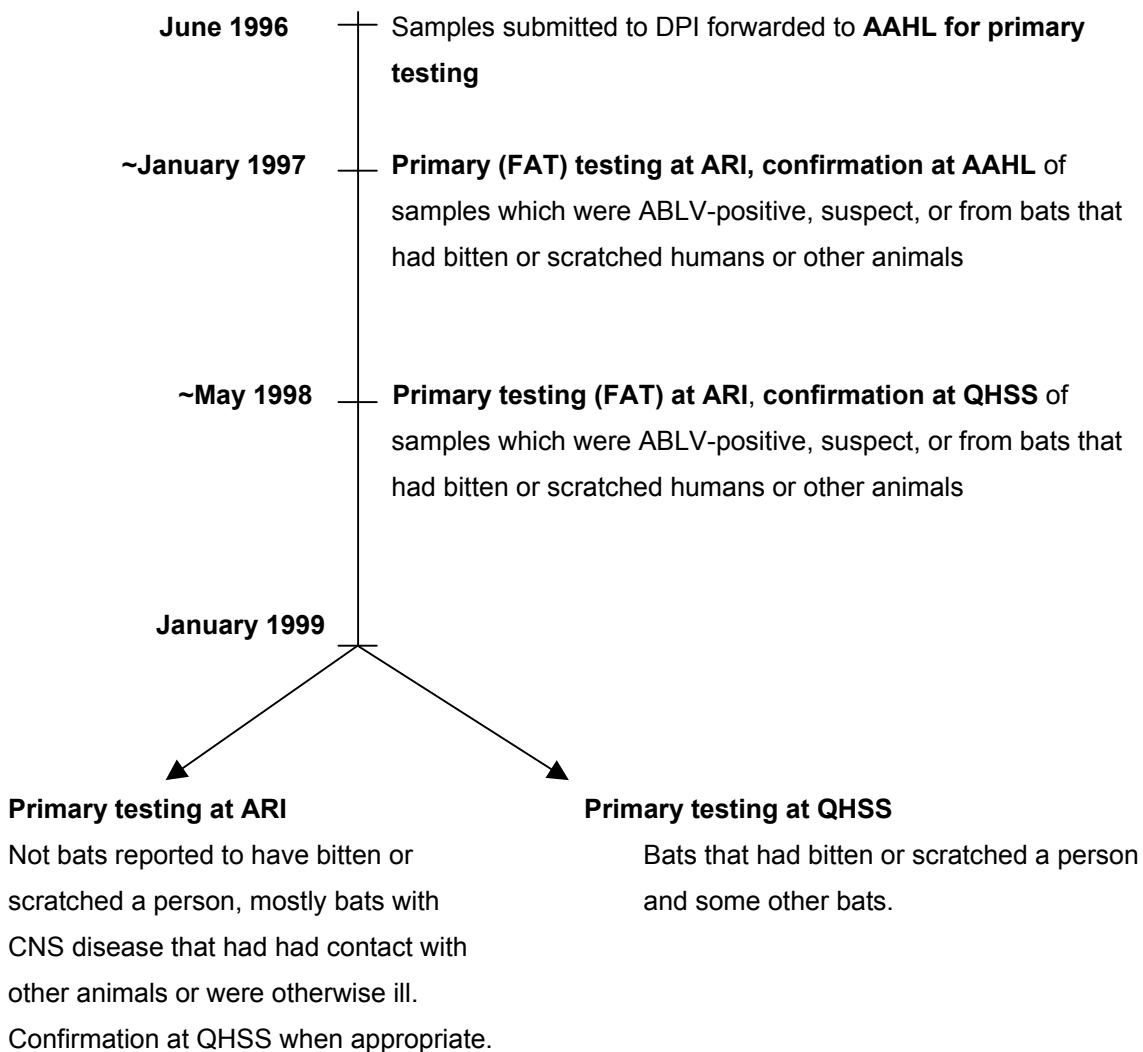 June 1996 Samples submitted to DPI forwarded to AAHL for primary
testing
~January 1997 Primary (FAT) testing at ARI, confirmation at AAHL of
samples which were ABLV-positive, suspect, or from bats that
had bitten or scratched humans or other animals
~May 1998 Primary testing (FAT) at ARI, confirmation at QHSS of
samples which were ABLV-positive, suspect, or from bats that
had bitten or scratched humans or other animals
January 1999
Primary testing at ARI
Not bats reported to have bitten or
scratched a person, mostly bats with
CNS disease that had had contact with
other animals or were otherwise ill.
Confirmation at QHSS when appropriate.
Primary testing at QHSS
Bats that had bitten or scratched a person
and some other bats.